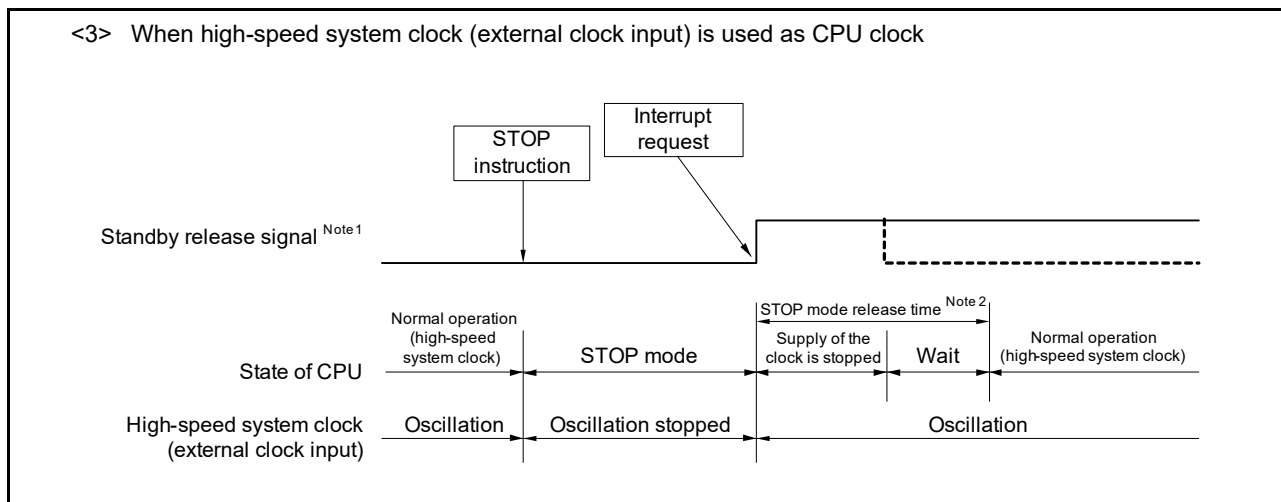 <3> When high-speed system clock (external clock input) is used as CPU clock
STOP
instruction
Interrupt
request
Standby release signal Note 1
STOP mode release time Note 2
Normal operation
(high-speed
system clock)
STOP mode
Supply of the
clock is stopped
Wait
Normal operation
(high-speed system clock)
State of CPU
High-speed system clock
(external clock input)
Oscillation
Oscillation stopped
Oscillation